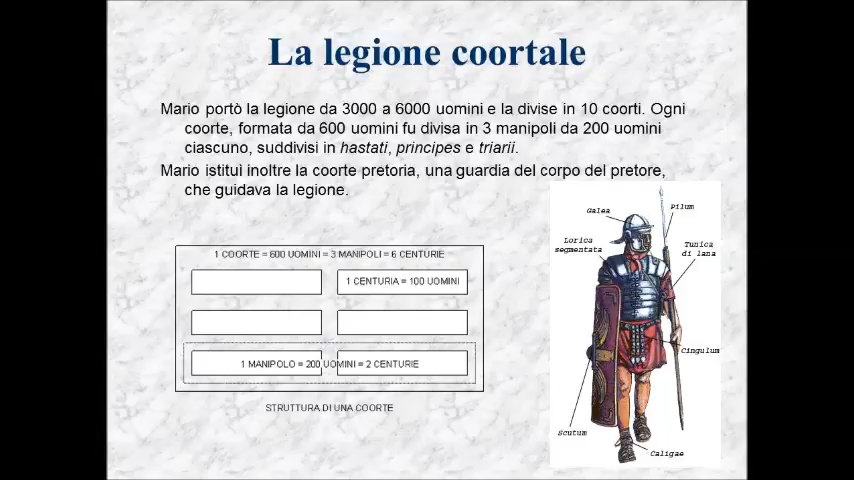 La legione coortale
Mario portò la legione da 3000 a 6000 uomini e la divise in 10 coorti. Ogni
coorte, formata da 600 uomini fu divisa in 3 manipoli da 200 uomini
ciascuno, suddivisi in hastati, principes e triarii.
Mario istituì inoltre la coorte pretoria, una guardia del corpo del pretore,
che guidava la legione.
1 COORTE = 600 UOMINI = 3 MANIPOLI = 6 CENTURIE
1 CENTURIA = 100 UOMINI
1 MANIPOLO = 200 UOMINI = 2 CENTURIE
STRUTTURA DI UNA COORTE
Galea
Pilum
Lorica
segmentata
Tunica
di lana
Cingulum
Scutum
Caligae